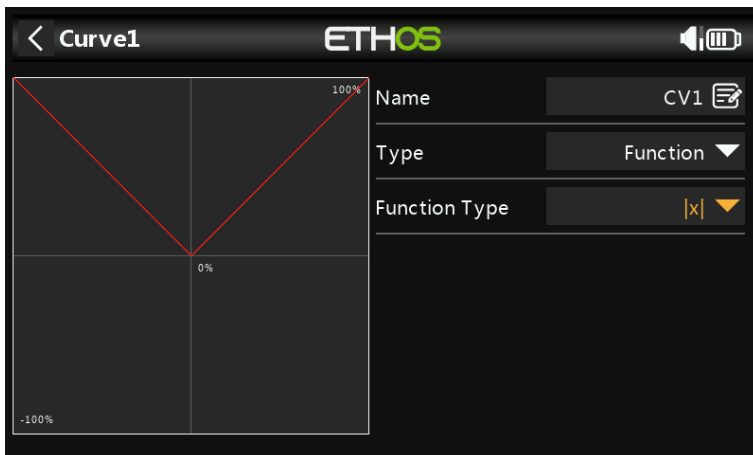 Curve1
ETHOS
100%
0%
-100%
Name CV1
Type Function
Function Type |x|